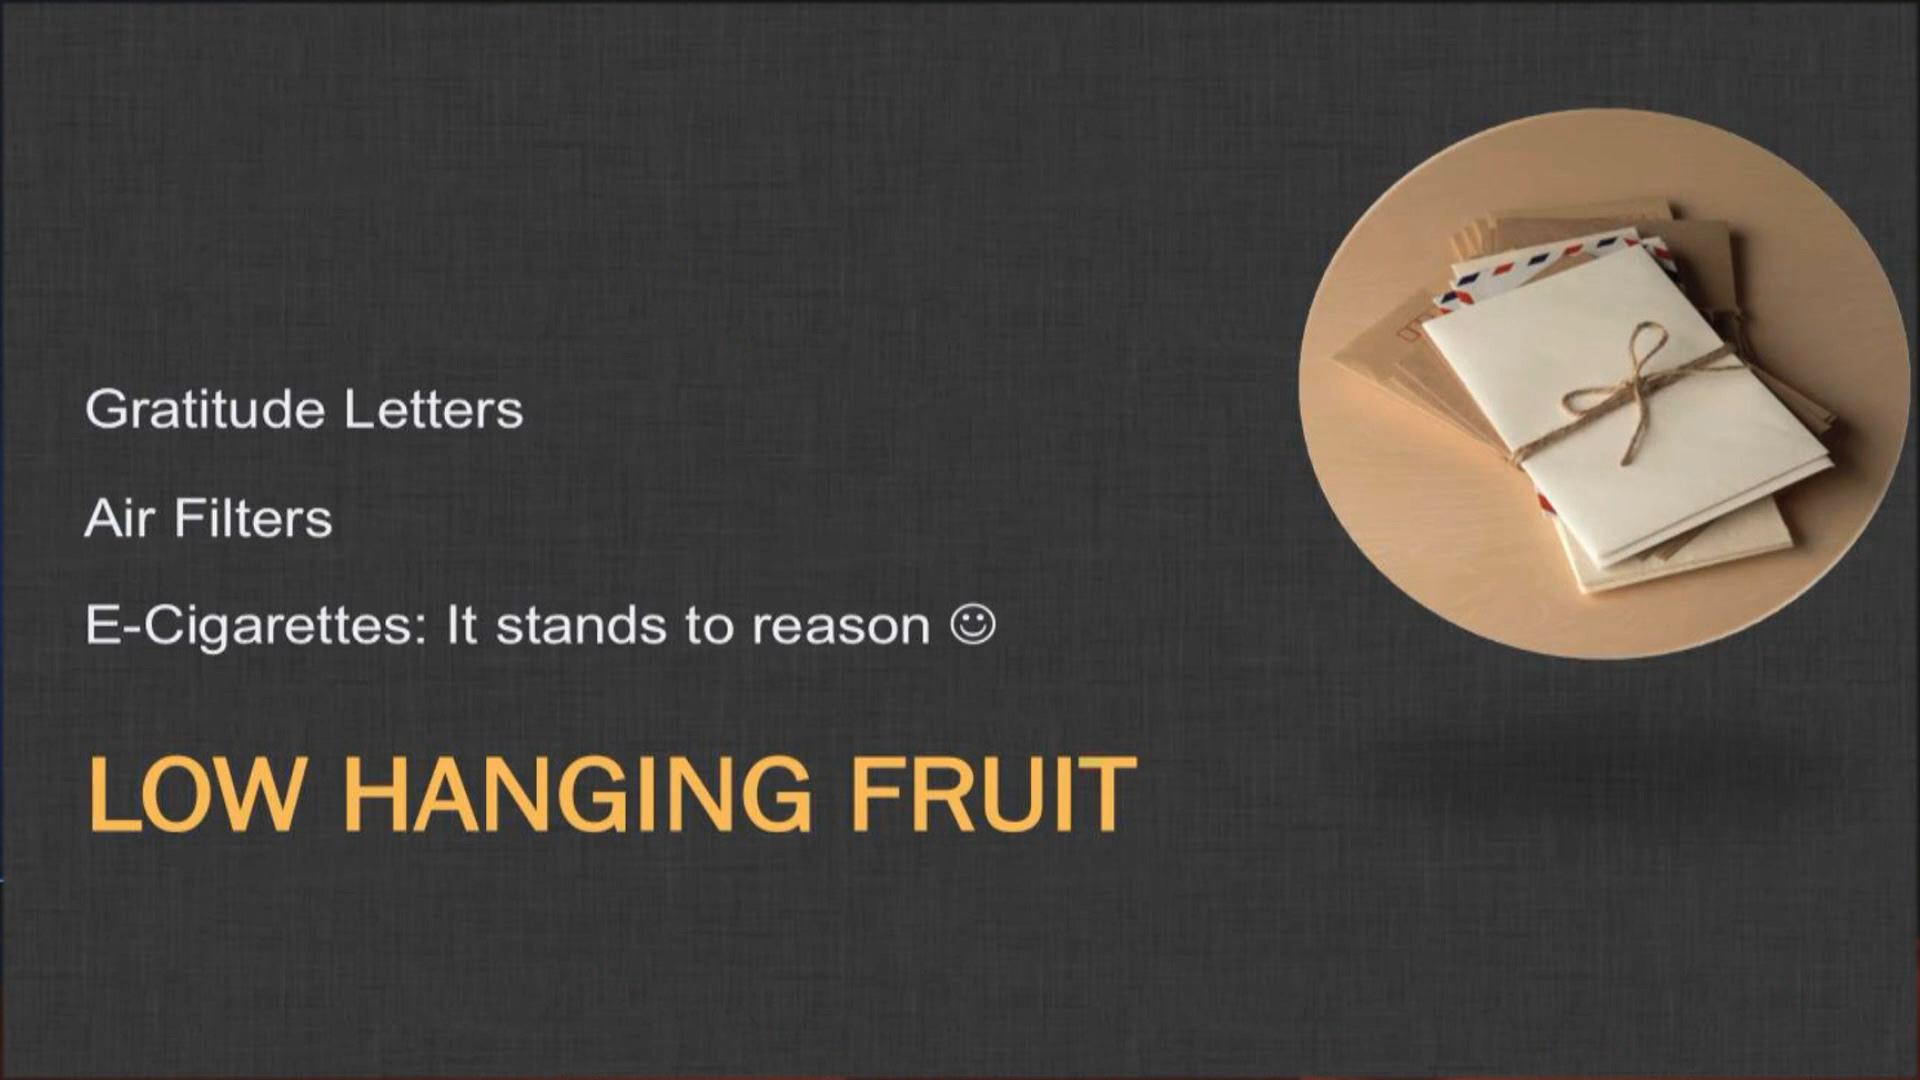 Gratitude Letters
Air Filters
E-Cigarettes: It stands to reason ☺
LOW HANGING FRUIT